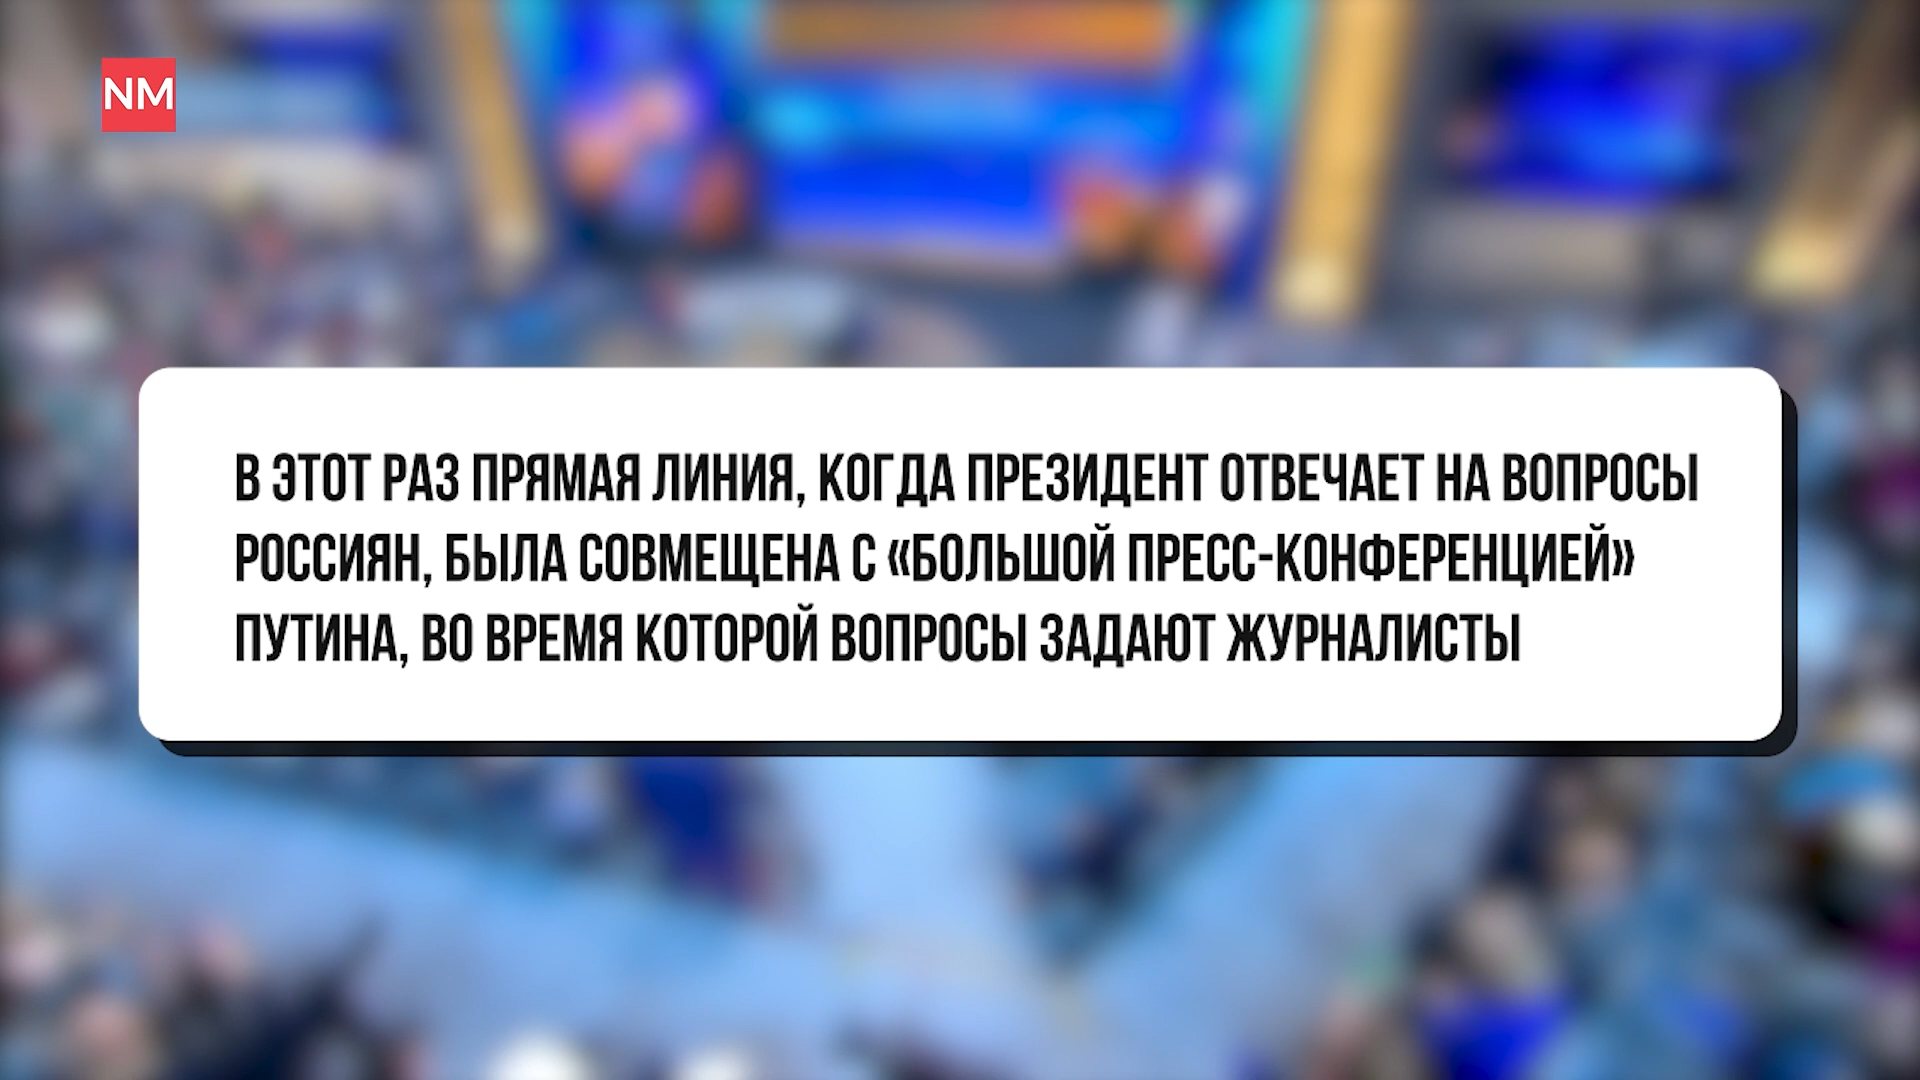 NM
В ЭТОТ РАЗ ПРЯМАЯ ЛИНИЯ, КОГДА ПРЕЗИДЕНТ ОТВЕЧАЕТ НА ВОПРОСЫ
РОССИЯН, БЫЛА СОВМЕЩЕНА С «БОЛЬШОЙ ПРЕСС-КОНФЕРЕНЦИЕЙ»
ПУТИНА, ВО ВРЕМЯ КОТОРОЙ ВОПРОСЫ ЗАДАЮТ ЖУРНАЛИСТЫ